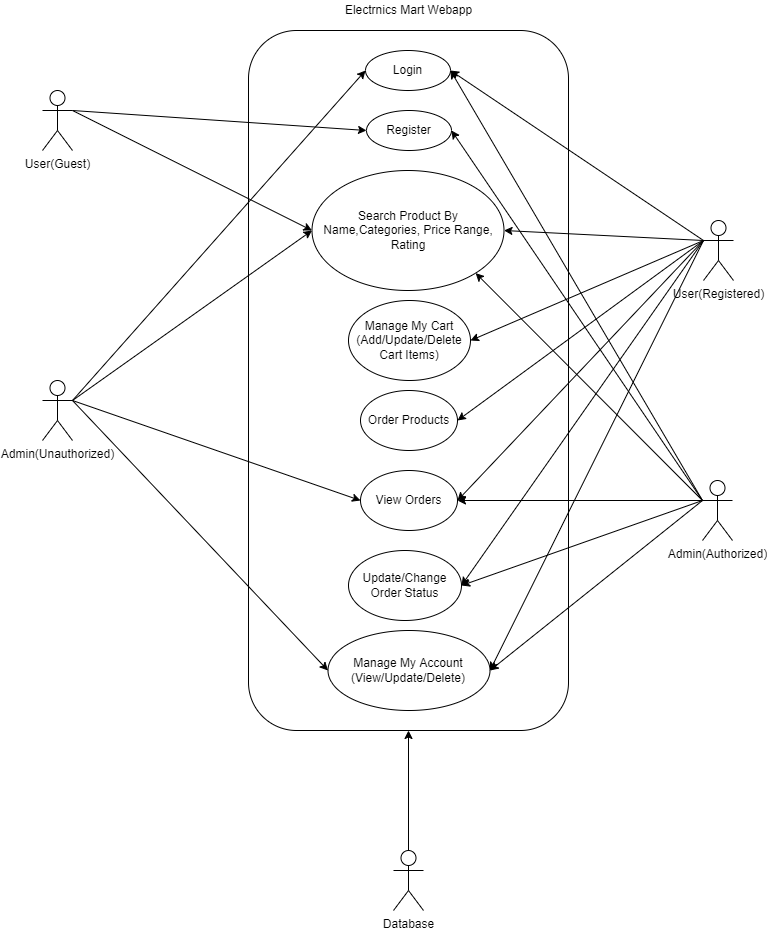 Electrnics Mart Webapp
Login
Register
User(Guest)
Search Product By
Name,Categories, Price Range,
Rating
User(Registered)
Manage My Cart
(Add/Update/Delete
Cart Items)
Order Products
Admin(Unauthorized)
View Orders
Admin(Authorized)
Update/Change
Order Status
Manage My Account
(View/Update/Delete)
Database